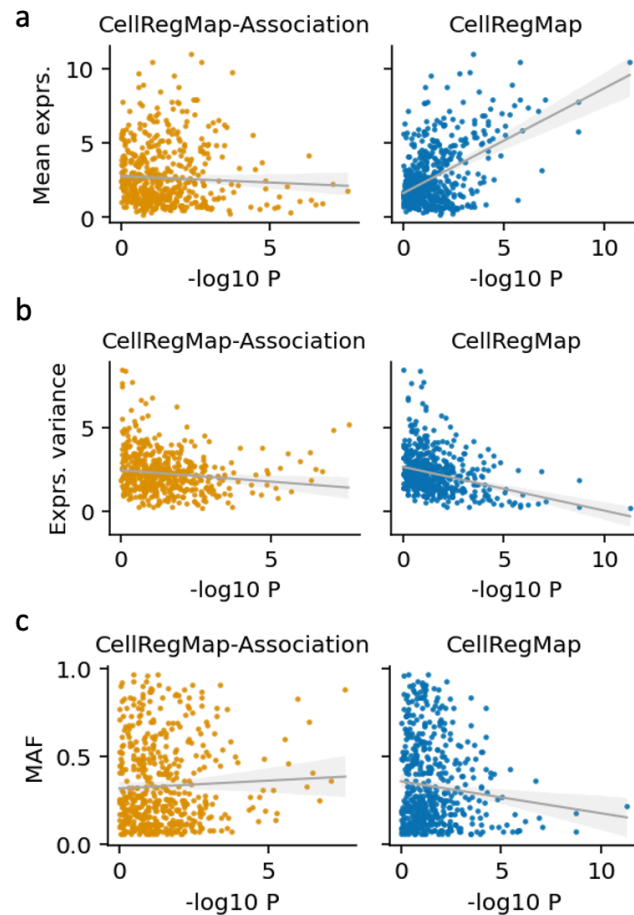 a
CellRegMap-Association CellRegMap
Mean exprs.
10
5
0
0 5 0 5 10
-log10 P -log10 P
b
CellRegMap-Association CellRegMap
Exprs. variance
5
0
0 5 0 5 10
-log10 P -log10 P
c
CellRegMap-Association CellRegMap
MAF
1.0
0.5
0.0
0 5 0 5 10
-log10 P -log10 P